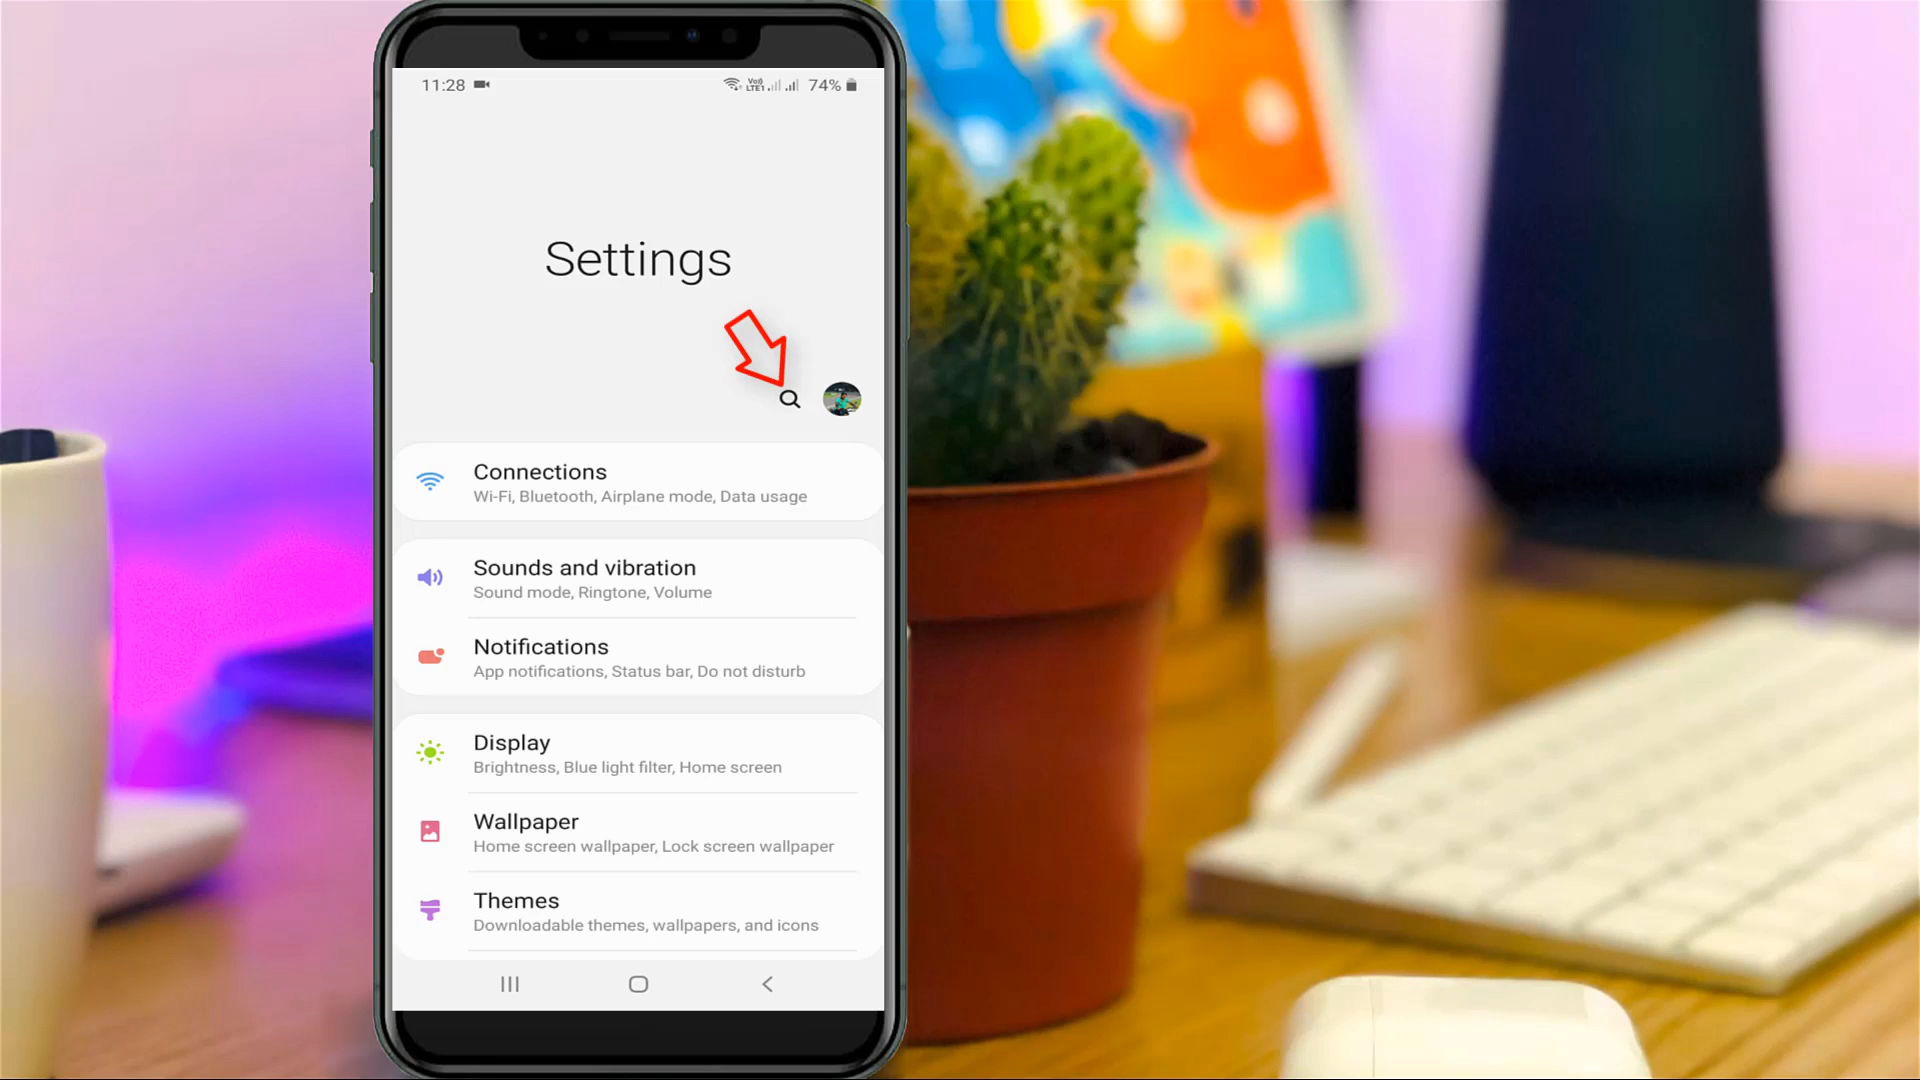 11:28
74%
Settings
Connections
Wi-Fi, Bluetooth, Airplane mode, Data usage
Sounds and vibration
Sound mode, Ringtone, Volume
Notifications
App notifications, Status bar, Do not disturb
Display
Brightness, Blue light filter, Home screen
Wallpaper
Home screen wallpaper, Lock screen wallpaper
Themes
Downloadable themes, wallpapers, and icons